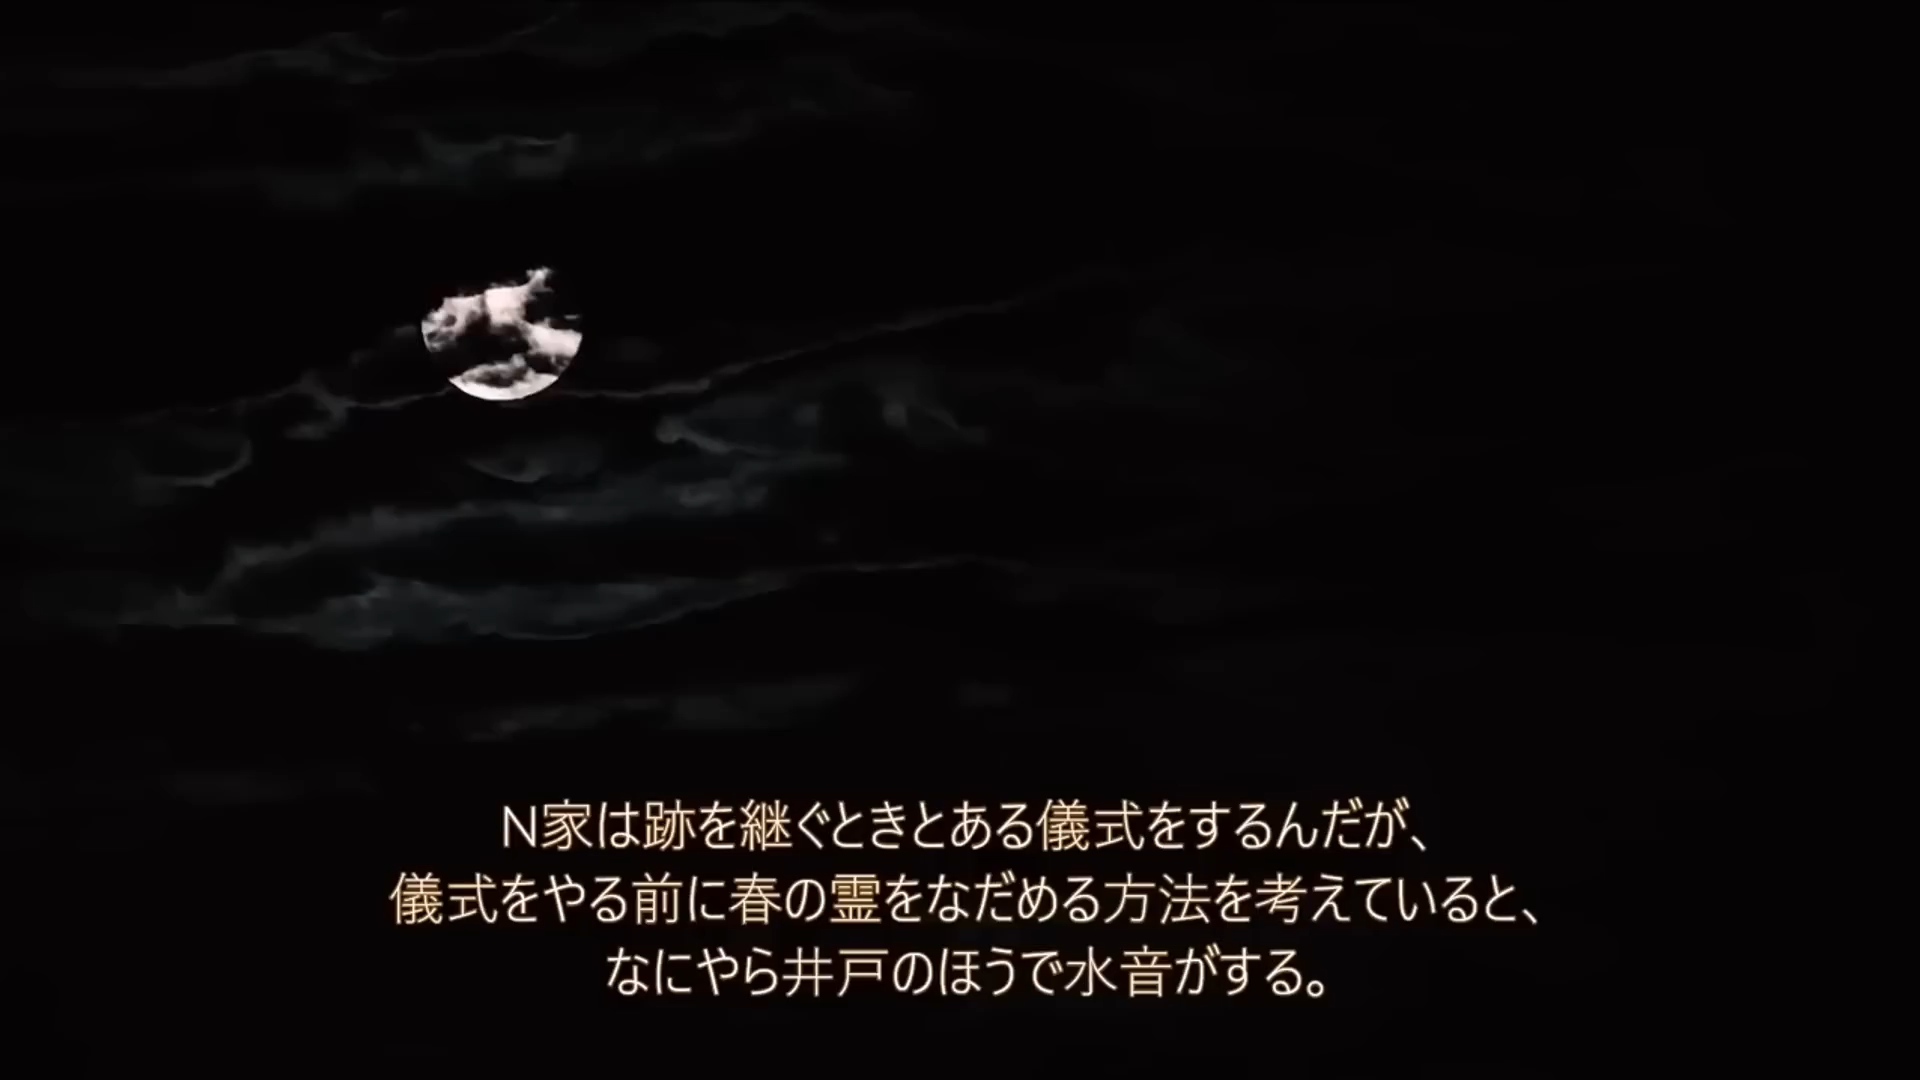 N家は跡を継ぐときとある儀式をするんだが、
儀式をやる前に春の霊をなだめる方法を考えていると、
なにやら井戸のほうで水音がする。